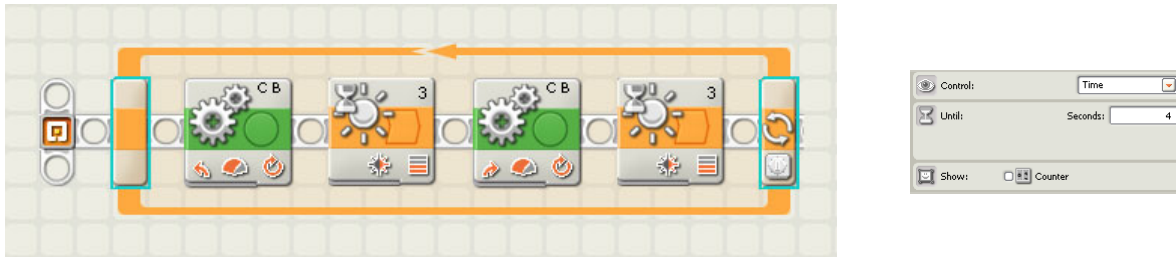 C B
3
C B
3
Control: Time
Until: Seconds: 4
Show: Counter